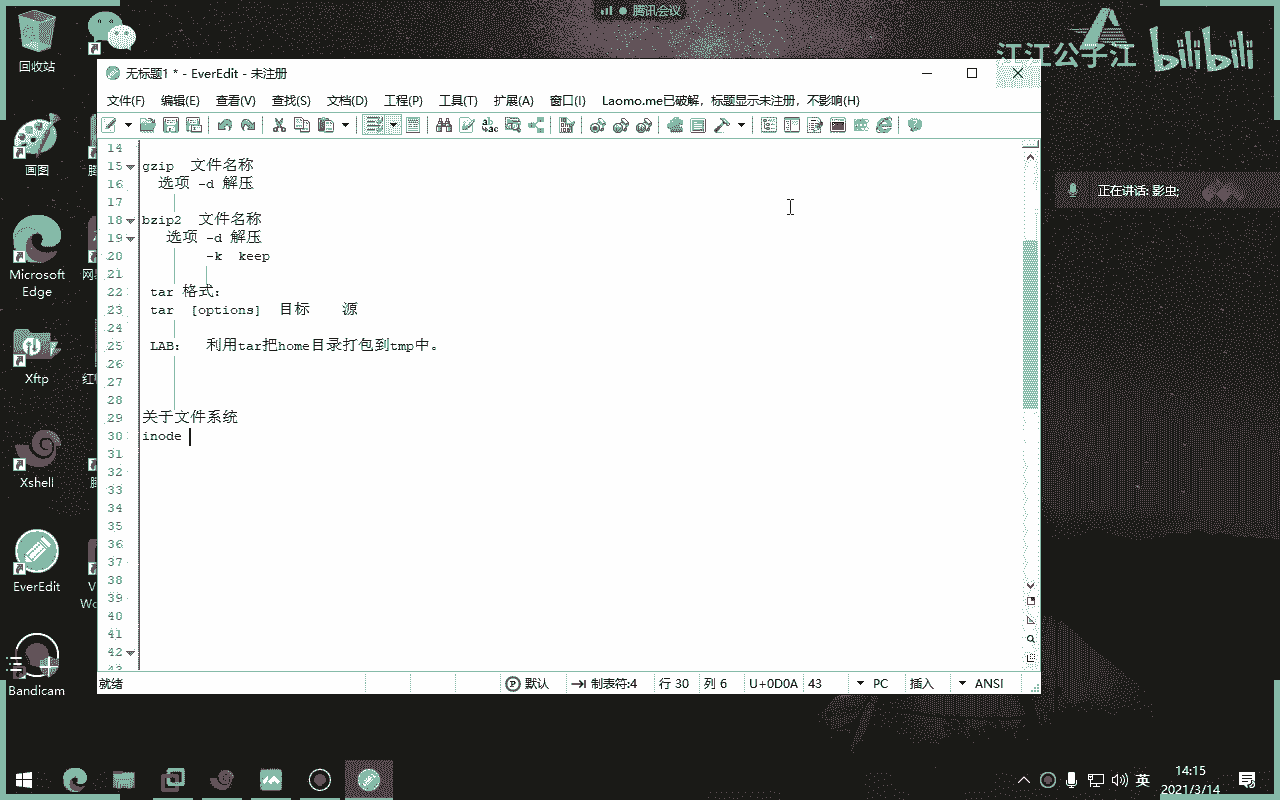 腾讯会议
江江公子江 bilibili
回收站
画图
Microsoft
Edge
Xftp
Xshell
EverEdit
Bandicam
无标题1 * - EverEdit - 未注册
文件(F) 编辑(E) 查看(V) 查找(S) 文档(D) 工程(P) 工具(T) 扩展(A) 窗口(I) Laomo.me已破解，标题显示未注册，不影响(H)
正在讲话: 影虫;
14
15 gzip 文件名称
16 选项 -d 解压
17
18 bzip2 文件名称
19 选项 -d 解压
20 -k keep
21
22 tar 格式：
23 tar [options] 目标 源
24
25 LAB： 利用tar把home目录打包到tmp中。
26
27
28
29 关于文件系统
30 inode
31
32
33
34
35
36
37
38
39
40
41
42
就绪 默认 制表符:4 行 30 列 6 U+0D0A 43 PC 插入 ANSI
英 14:15
2021/3/14